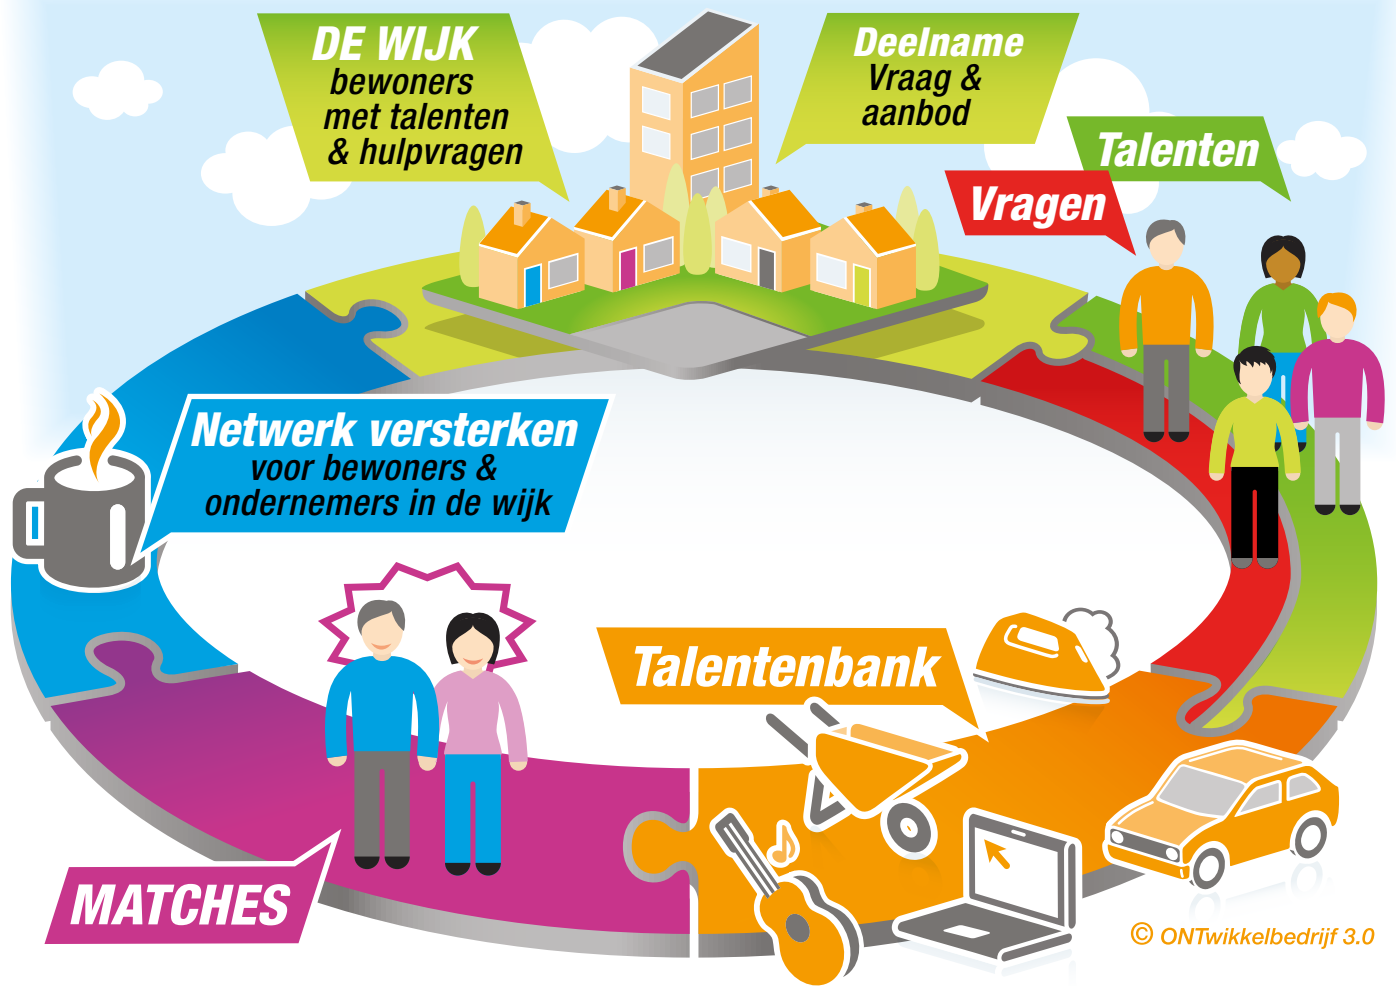 DE WIJK
bewoners
met talenten
& hulpvragen
Deelname
Vraag &
aanbod
Talenten
Vragen
Netwerk versterken
voor bewoners &
ondernemers in de wijk
Talentenbank
MATCHES
© ONTwikkelbedrijf 3.0